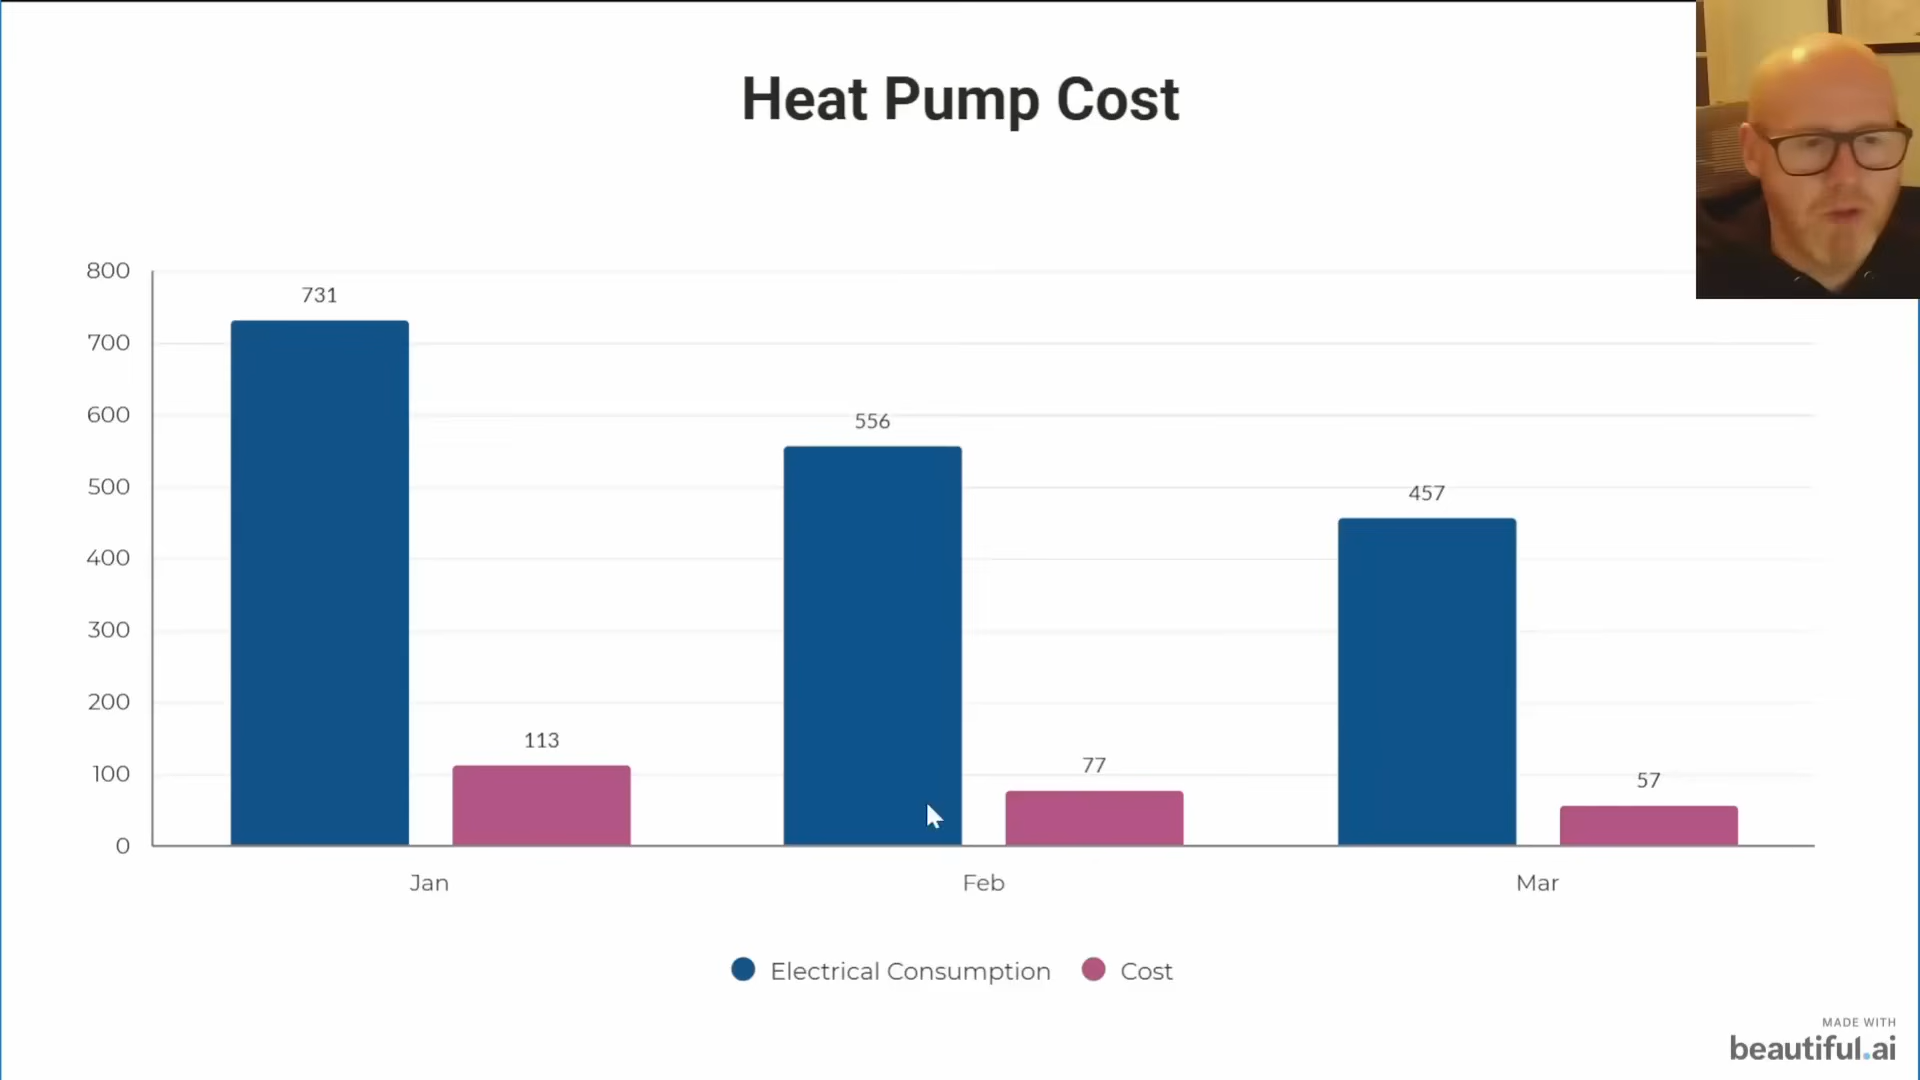 Heat Pump Cost
800
700
600
500
400
300
200
100
0
731
113
556
77
457
57
Jan
Feb
Mar
Electrical Consumption
Cost
MADE WITH
beautiful.ai